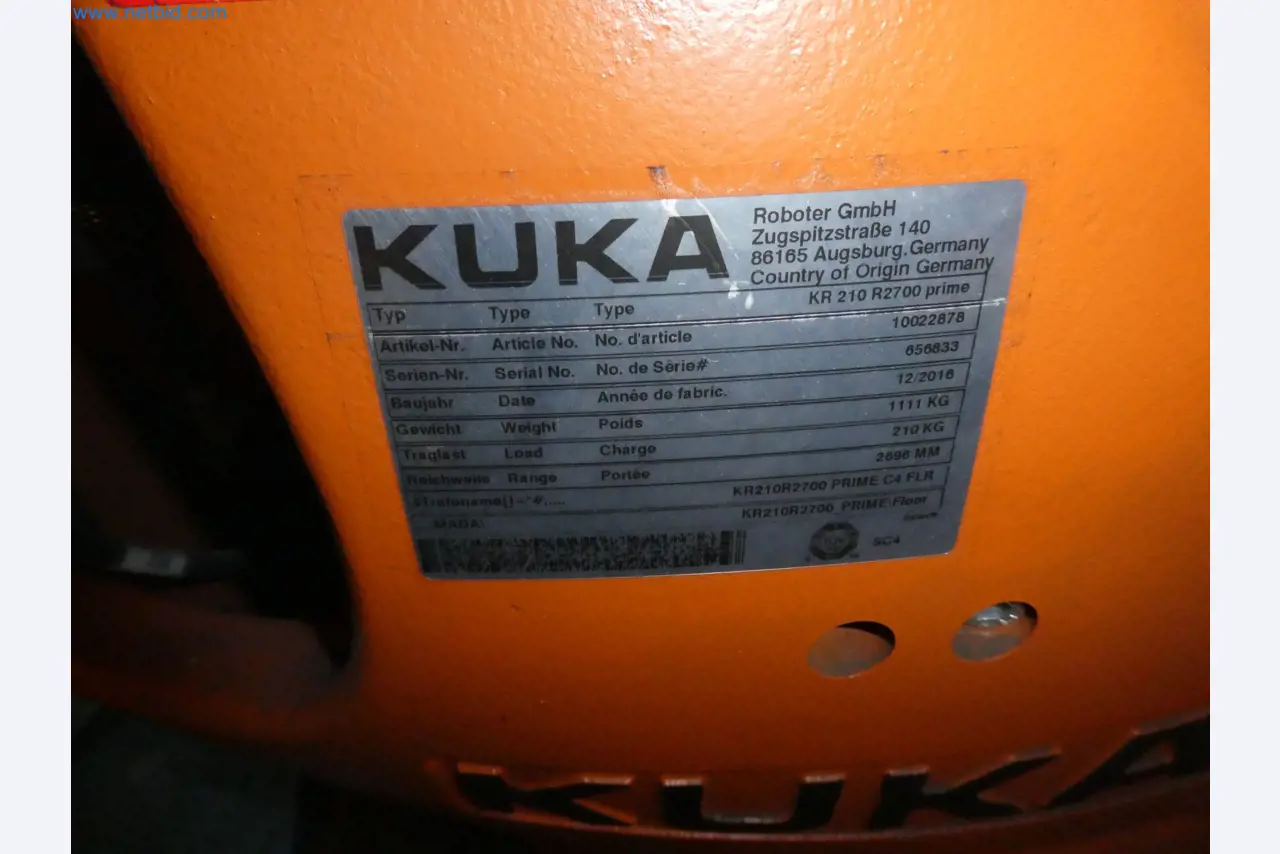 www.netbid.com
KUKA
Roboter GmbH
Zugspitzstraße 140
86165 Augsburg.Germany
Country of Origin Germany
Typ Type Type KR 210 R2700 prime
Artikel-Nr. Article No. No. d'article 10022878
Serien-Nr. Serial No. No. de Série# 656833
Baujahr Date Année de fabric. 12/2016
Gewicht Weight Poids 1111 KG
Traglast Load Charge 210 KG
Reichweite Range Portée 2696 MM
$Trafoname[]="#.... KR210R2700 PRIME C4 FLR
MADA\ KR210R2700_PRIME\Floor
SC4
KUKA